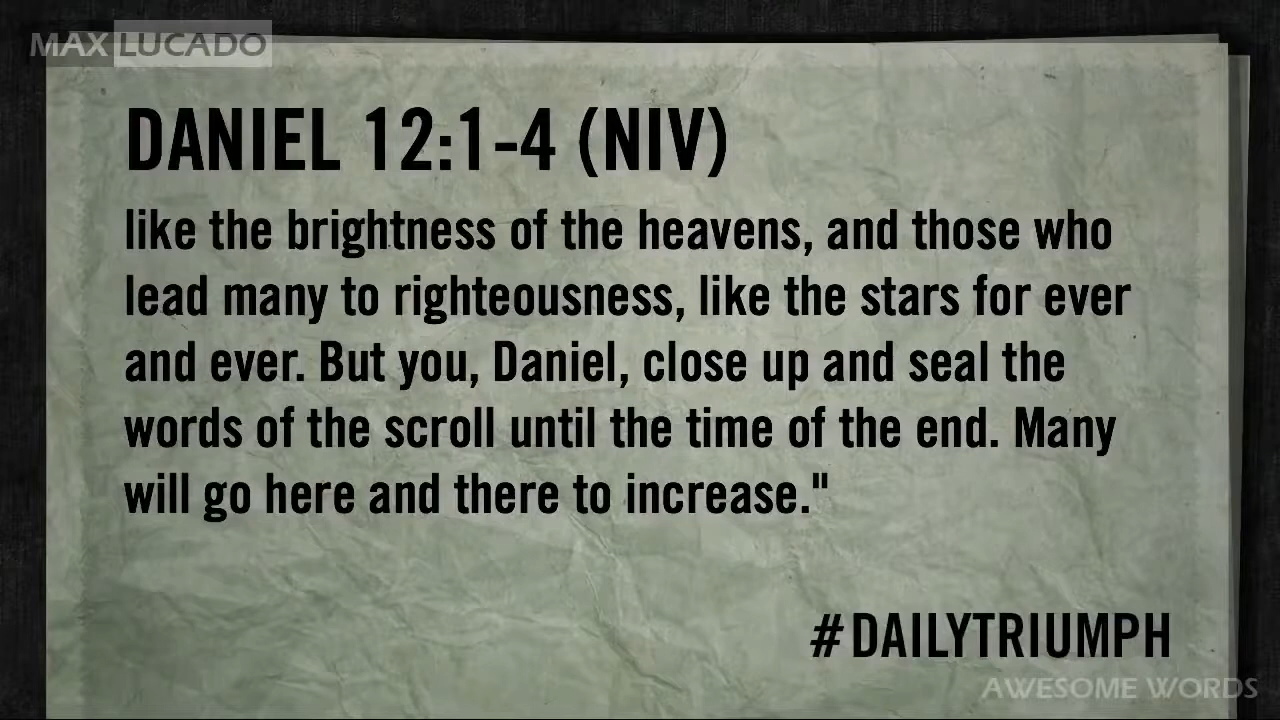 MAX LUCADO
DANIEL 12:1-4 (NIV)
like the brightness of the heavens, and those who
lead many to righteousness, like the stars for ever
and ever. But you, Daniel, close up and seal the
words of the scroll until the time of the end. Many
will go here and there to increase."
#DAILYTRIUMPH
AWESOME WORDS